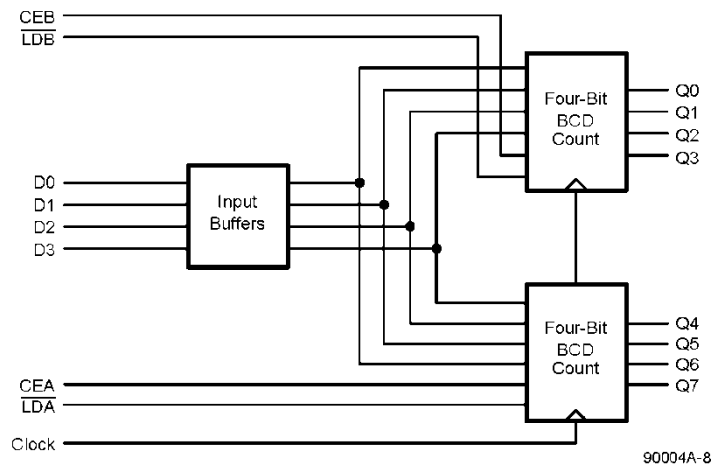 CEB
LDB
Four-Bit
BCD
Count
Q0
Q1
Q2
Q3
D0
D1
D2
D3
Input
Buffers
Four-Bit
BCD
Count
Q4
Q5
Q6
Q7
CEA
LDA
Clock
90004A-8